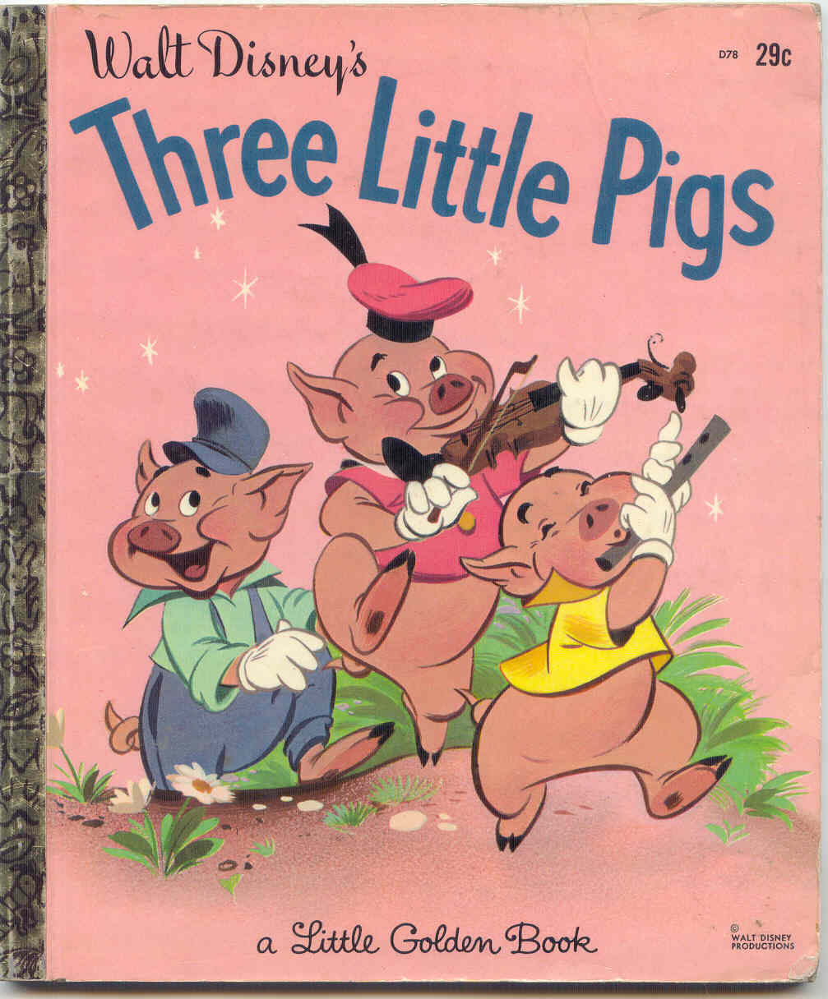 Walt Disney's
D78 29c
Three Little Pigs
a Little Golden Book
©
WALT DISNEY
PRODUCTIONS